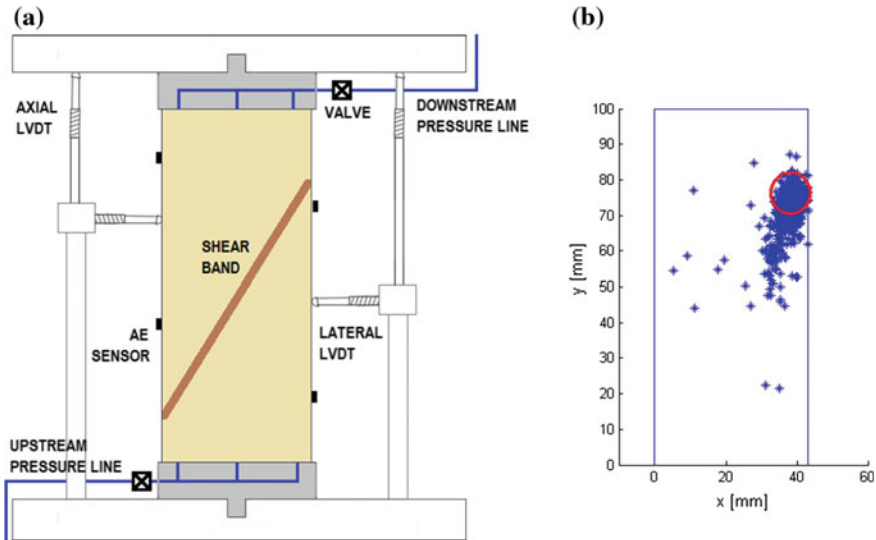 (a)
AXIAL
LVDT
VALVE
DOWNSTREAM
PRESSURE LINE
SHEAR
BAND
AE
SENSOR
LATERAL
LVDT
UPSTREAM
PRESSURE LINE
(b)
100
90
80
70
60
50
40
30
20
10
0
y [mm]
0
20
40
60
x [mm]